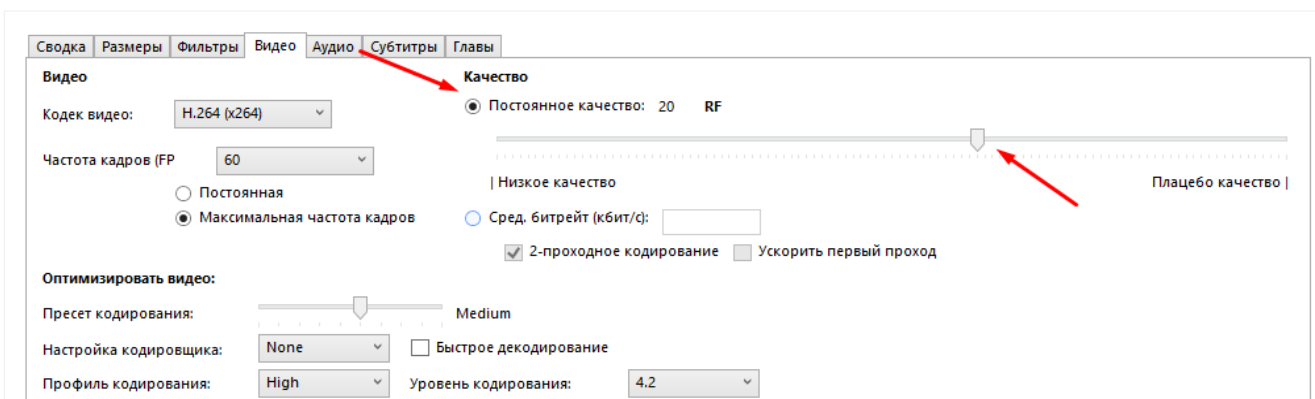 Сводка Размеры Фильтры Видео Аудио Субтитры Главы
Видео
Качество
Кодек видео: H.264 (x264)
Постоянное качество: 20 RF
Частота кадров (FP 60
Постоянная
Максимальная частота кадров
| Низкое качество
Плацебо качество |
Сред. битрейт (кбит/с):
2-проходное кодирование Ускорить первый проход
Оптимизировать видео:
Пресет кодирования: Medium
Настройка кодировщика: None Быстрое декодирование
Профиль кодирования: High Уровень кодирования: 4.2